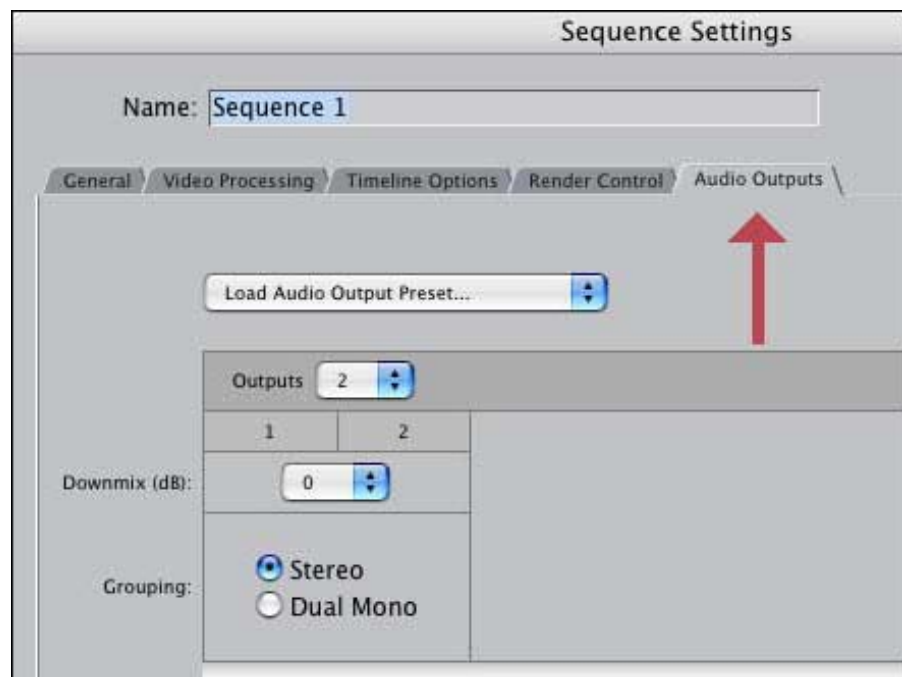 Sequence Settings
Name: Sequence 1
General Video Processing Timeline Options Render Control Audio Outputs
Load Audio Output Preset...
Outputs 2
1 2
Downmix (dB): 0
Grouping: Stereo
Dual Mono